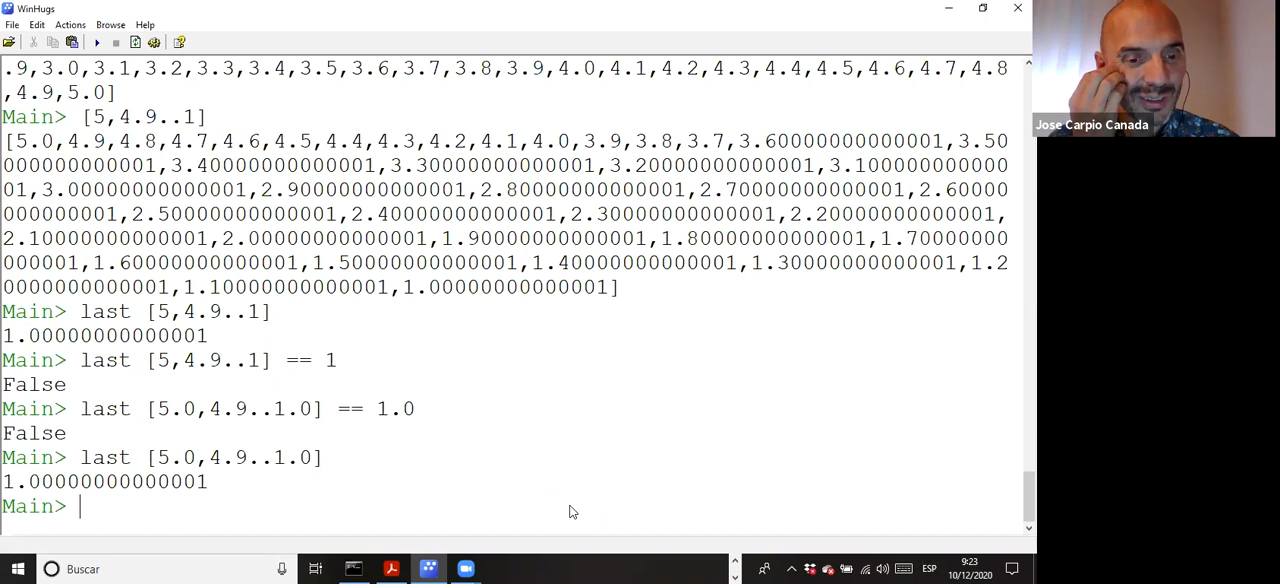 WinHugs
File Edit Actions Browse Help
.9,3.0,3.1,3.2,3.3,3.4,3.5,3.6,3.7,3.8,3.9,4.0,4.1,4.2,4.3,4.4,4.5,4.6,4.7,4.8
,4.9,5.0]
Main> [5,4.9..1]
[5.0,4.9,4.8,4.7,4.6,4.5,4.4,4.3,4.2,4.1,4.0,3.9,3.8,3.7,3.60000000000001,3.50
000000000001,3.40000000000001,3.30000000000001,3.20000000000001,3.100000000000
01,3.00000000000001,2.90000000000001,2.80000000000001,2.70000000000001,2.60000
000000001,2.50000000000001,2.40000000000001,2.30000000000001,2.20000000000001,
2.10000000000001,2.00000000000001,1.90000000000001,1.80000000000001,1.70000000
000001,1.60000000000001,1.50000000000001,1.40000000000001,1.30000000000001,1.2
0000000000001,1.10000000000001,1.00000000000001]
Main> last [5,4.9..1]
1.00000000000001
Main> last [5,4.9..1] == 1
False
Main> last [5.0,4.9..1.0] == 1.0
False
Main> last [5.0,4.9..1.0]
1.00000000000001
Main>
Jose Carpio Canada
Buscar
ESP
9:23
10/12/2020